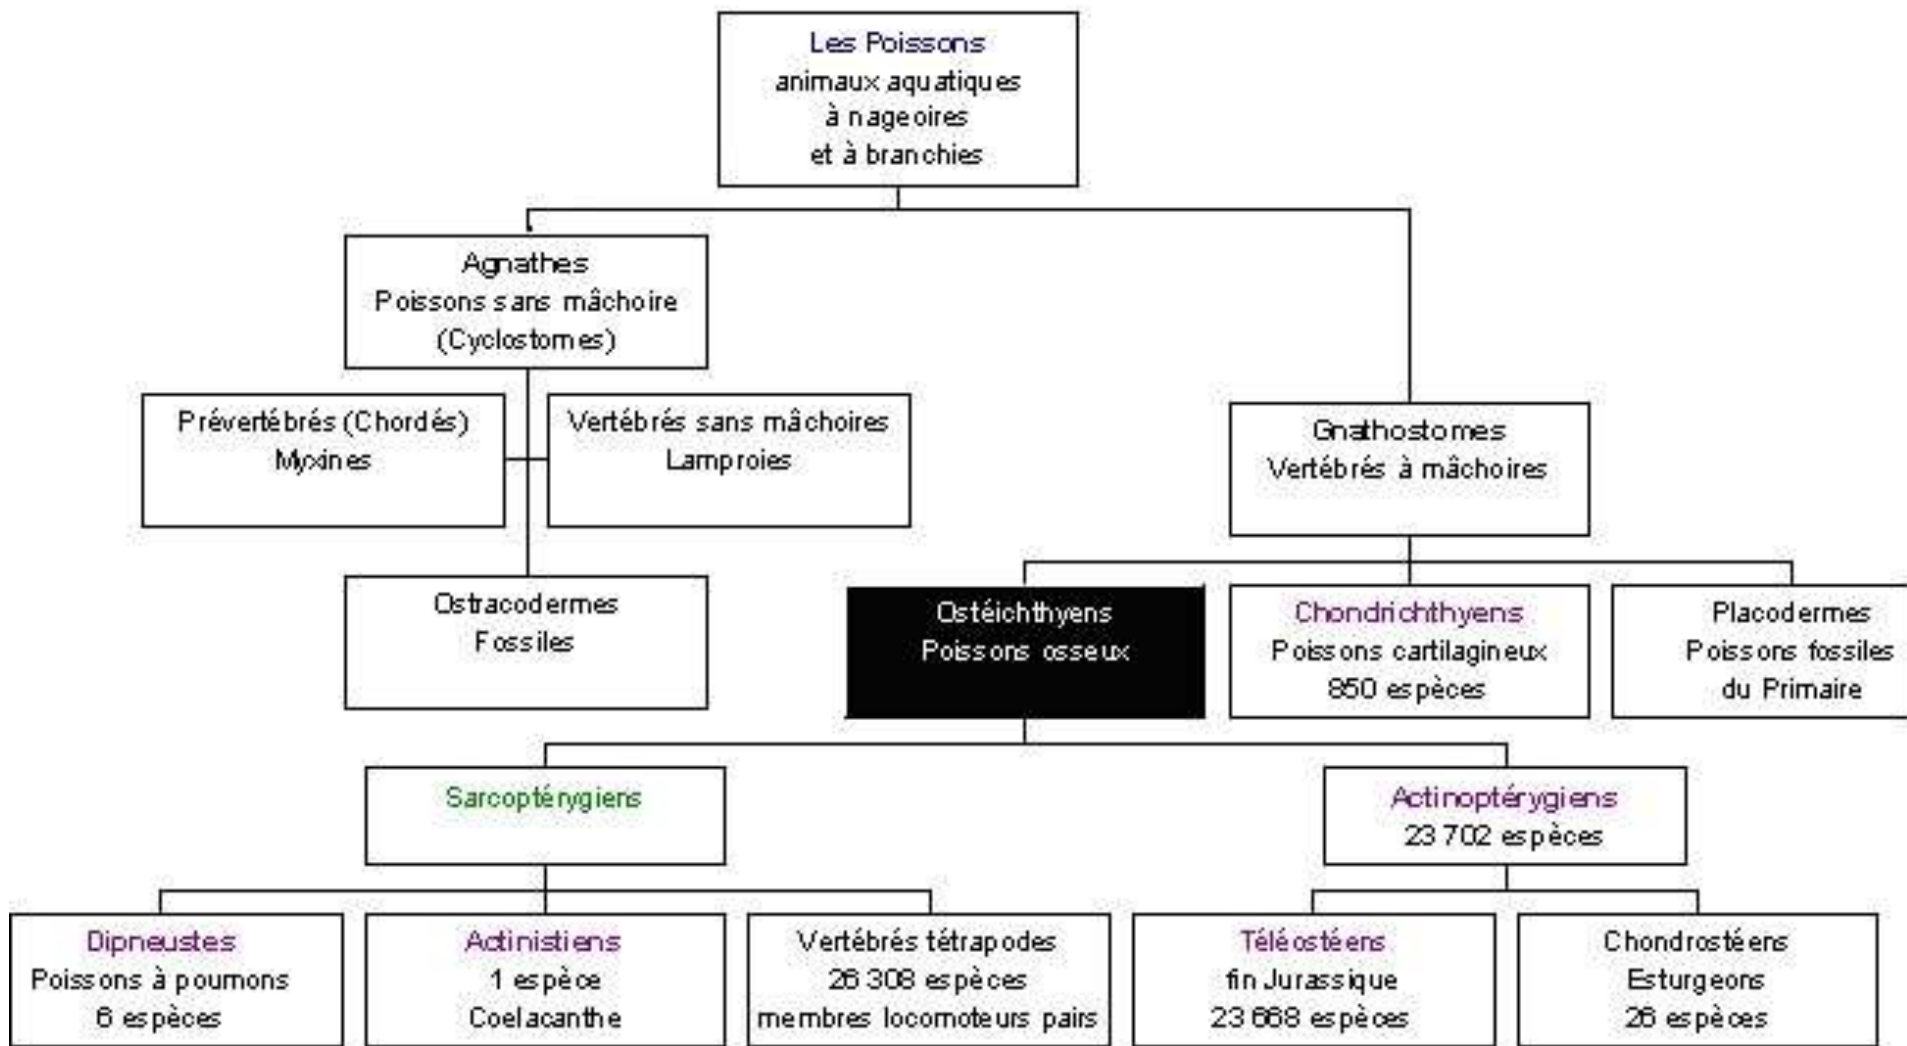 Les Poissons
animaux aquatiques
à nageoires
et à branchies
Agnathes
Poissons sans mâchoire
(Cyclostomes)
Prévertébrés (Chordés)
Myxines
Vertébrés sans mâchoires
Lamproies
Gnathostomes
Vertébrés à mâchoires
Ostracodermes
Fossiles
Ostéichthyens
Poissons osseux
Chondrichthyens
Poissons cartilagineux
850 espèces
Placodermes
Poissons fossiles
du Primaire
Sarcoptérygiens
Actinoptérygiens
23 702 espèces
Dipneustes
Poissons à poumons
6 espèces
Actinistiens
1 espèce
Coelacanthe
Vertébrés tétrapodes
26 308 espèces
membres locomoteurs pairs
Téléostéens
fin Jurassique
23 668 espèces
Chondrostéens
Esturgeons
26 espèces